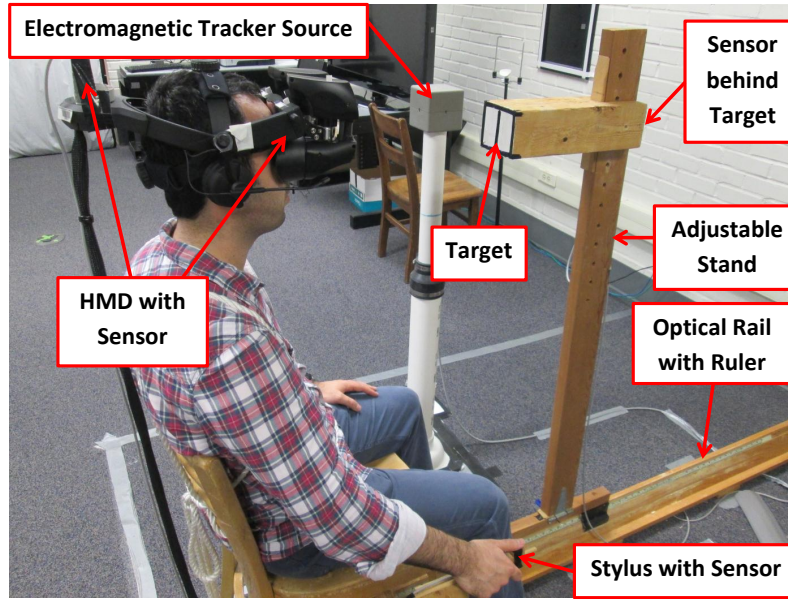 Electromagnetic Tracker Source
Sensor
behind
Target
Target
Adjustable
Stand
HMD with
Sensor
Optical Rail
with Ruler
Stylus with Sensor